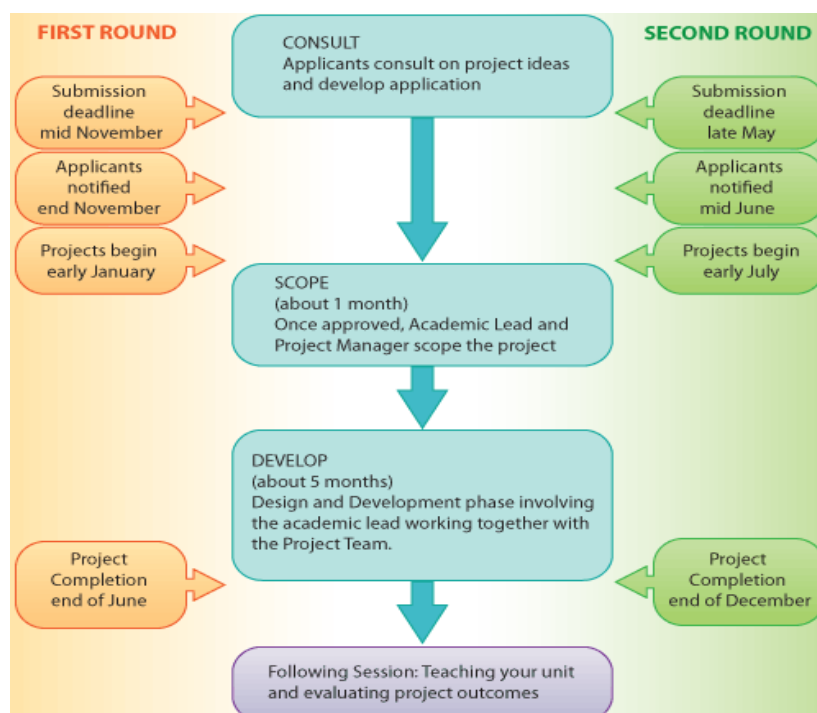 FIRST ROUND
SECOND ROUND
CONSULT
Applicants consult on project ideas
and develop application
Submission
deadline
mid November
Submission
deadline
late May
Applicants
notified
end November
Applicants
notified
mid June
Projects begin
early January
Projects begin
early July
SCOPE
(about 1 month)
Once approved, Academic Lead and
Project Manager scope the project
DEVELOP
(about 5 months)
Design and Development phase involving
the academic lead working together with
the Project Team.
Project
Completion
end of June
Project
Completion
end of December
Following Session: Teaching your unit
and evaluating project outcomes